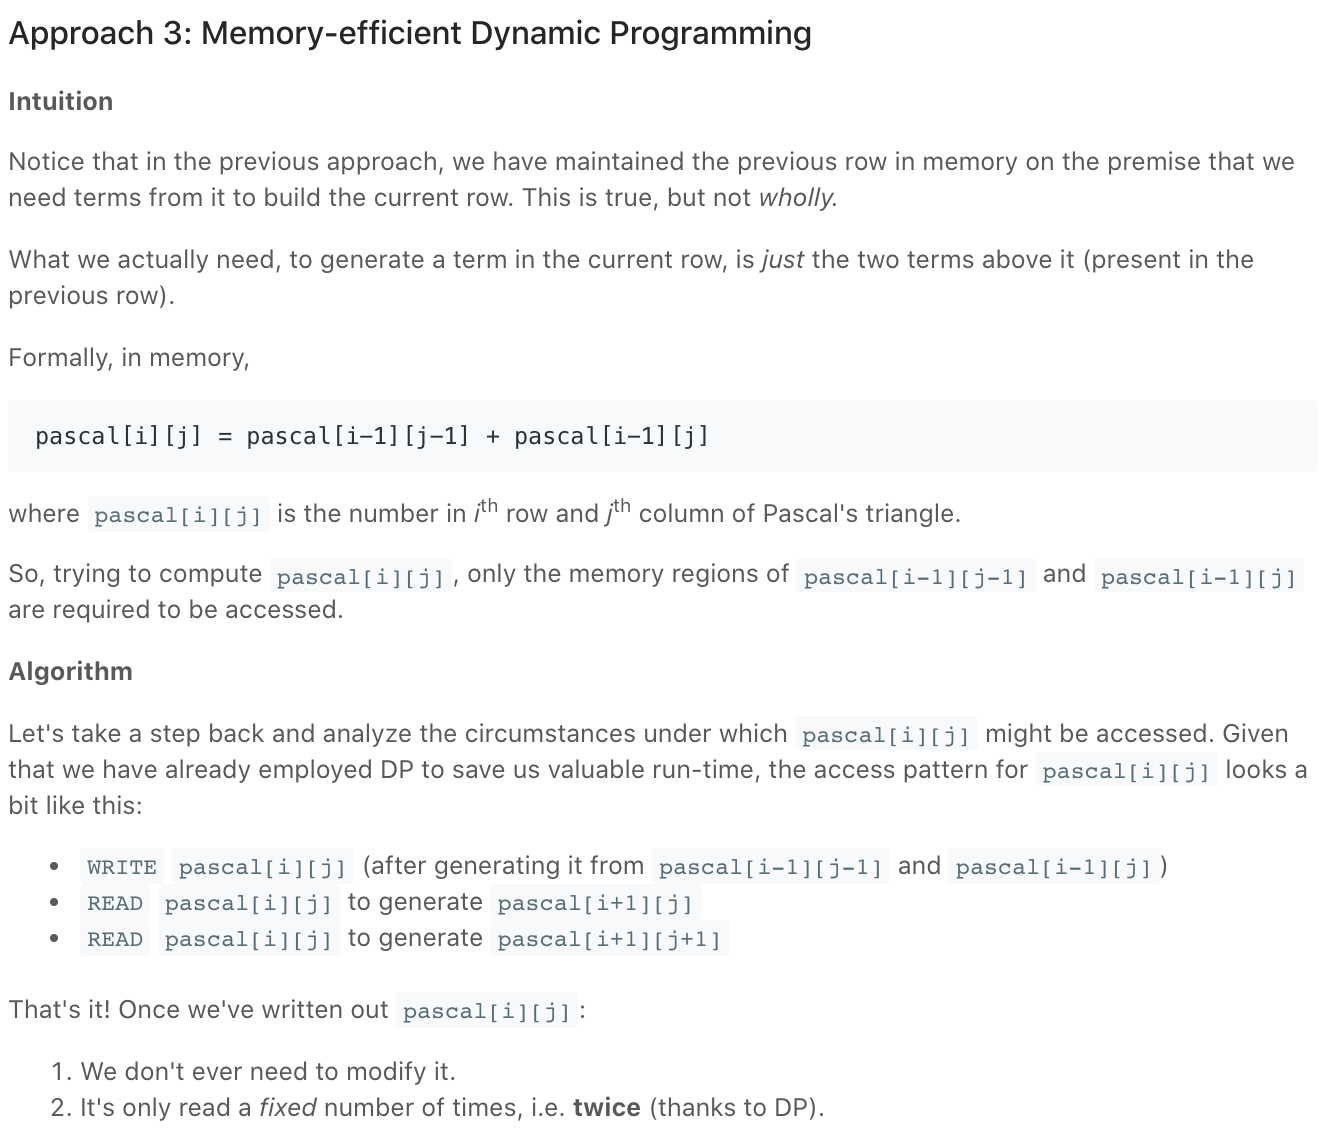 Approach 3: Memory-efficient Dynamic Programming
Intuition
Notice that in the previous approach, we have maintained the previous row in memory on the premise that we
need terms from it to build the current row. This is true, but not wholly.
What we actually need, to generate a term in the current row, is just the two terms above it (present in the
previous row).
Formally, in memory,
pascal[i][j] = pascal[i-1][j-1] + pascal[i-1][j]
where pascal[i][j] is the number in iᵗʰ row and jᵗʰ column of Pascal's triangle.
So, trying to compute pascal[i][j] , only the memory regions of pascal[i-1][j-1] and pascal[i-1][j]
are required to be accessed.
Algorithm
Let's take a step back and analyze the circumstances under which pascal[i][j] might be accessed. Given
that we have already employed DP to save us valuable run-time, the access pattern for pascal[i][j] looks a
bit like this:
• WRITE pascal[i][j] (after generating it from pascal[i-1][j-1] and pascal[i-1][j] )
• READ pascal[i][j] to generate pascal[i+1][j]
• READ pascal[i][j] to generate pascal[i+1][j+1]
That's it! Once we've written out pascal[i][j] :
1. We don't ever need to modify it.
2. It's only read a fixed number of times, i.e. twice (thanks to DP).